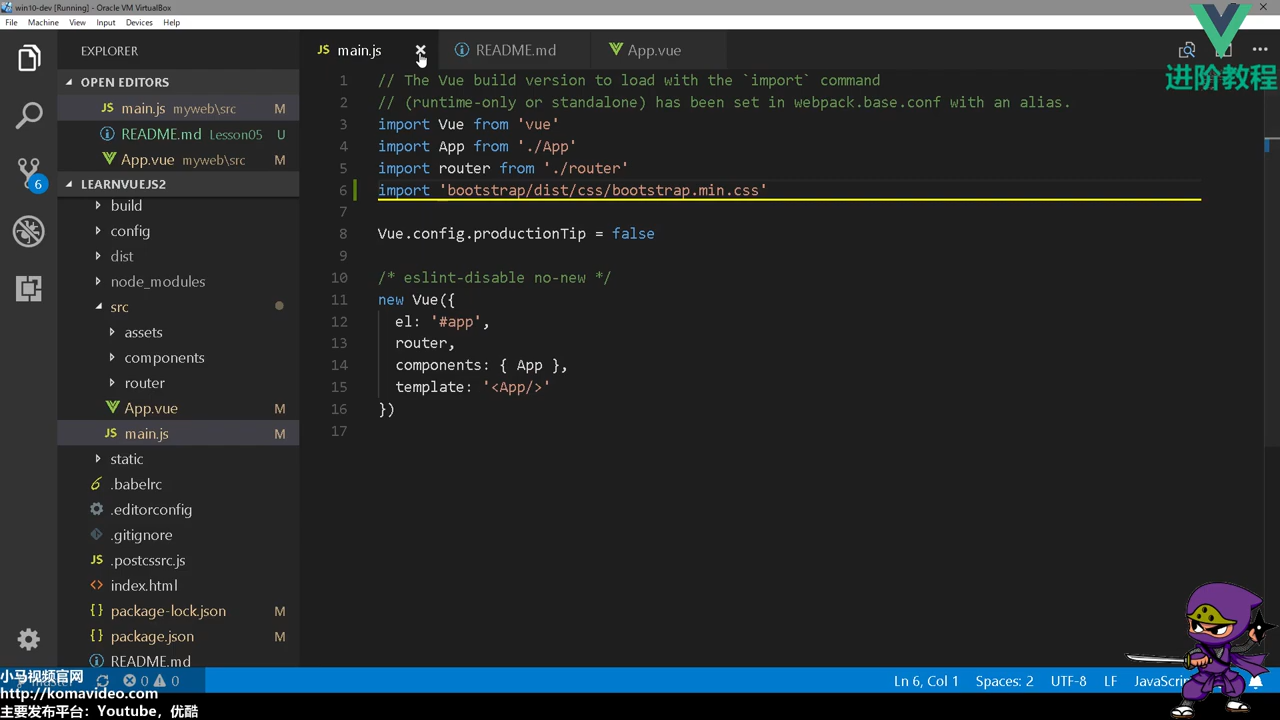 win10-dev [Running] - Oracle VM VirtualBox
File Machine View Input Devices Help
EXPLORER
OPEN EDITORS
JS main.js myweb\src M
README.md Lesson05 U
App.vue myweb\src M
6
LEARNVUEJS2
build
config
dist
node_modules
src
assets
components
router
App.vue M
JS main.js M
static
.babelrc
.editorconfig
.gitignore
JS .postcssrc.js
index.html
{} package-lock.json M
{} package.json M
README.md
JS main.js
README.md
App.vue
进阶教程
1 // The Vue build version to load with the `import` command
2 // (runtime-only or standalone) has been set in webpack.base.conf with an alias.
3 import Vue from 'vue'
4 import App from './App'
5 import router from './router'
6 import 'bootstrap/dist/css/bootstrap.min.css'
7
8 Vue.config.productionTip = false
9
10 /* eslint-disable no-new */
11 new Vue({
12 el: '#app',
13 router,
14 components: { App },
15 template: '<App/>'
16 })
17
小马视频官网
http://komavideo.com
主要发布平台：Youtube，优酷
0 0
Ln 6, Col 1 Spaces: 2 UTF-8 LF